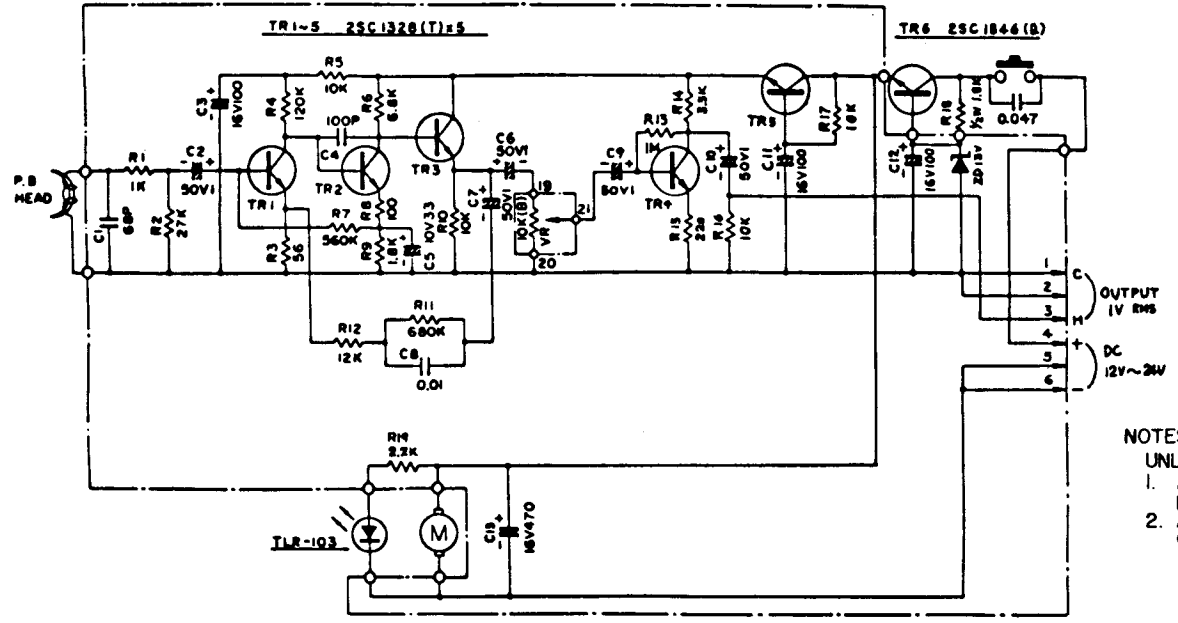 TR1~5 2SC1328(T)x5
TR6 2SC1846(R)
P.B HEAD
R1
1K
C1
68P
R2
27K
C2
50V1
C3
16V100
R4
120K
R5
10K
R6
6.8K
100P
C4
TR1
TR2
TR3
R3
56
R7
560K
R8
100
R9
1.8K
C5
10V33
R10
10K
C6
50V1
C7
50V1
19
10K(B)
VR
21
20
R11
680K
R12
12K
C8
0.01
C9
50V1
R13
1M
R14
3.3K
TR4
R15
220
C10
50V1
R16
10K
TR5
C11
16V100
R17
18K
C12
16V100
R18
1/2W 1.8K
ZD13V
0.047
1 C
2
3 H
OUTPUT
1V RMS
4 +
5
6 -
DC
12V~24V
R19
2.2K
TLR-103
M
C13
16V470
NOTES
UNL
1.
2.